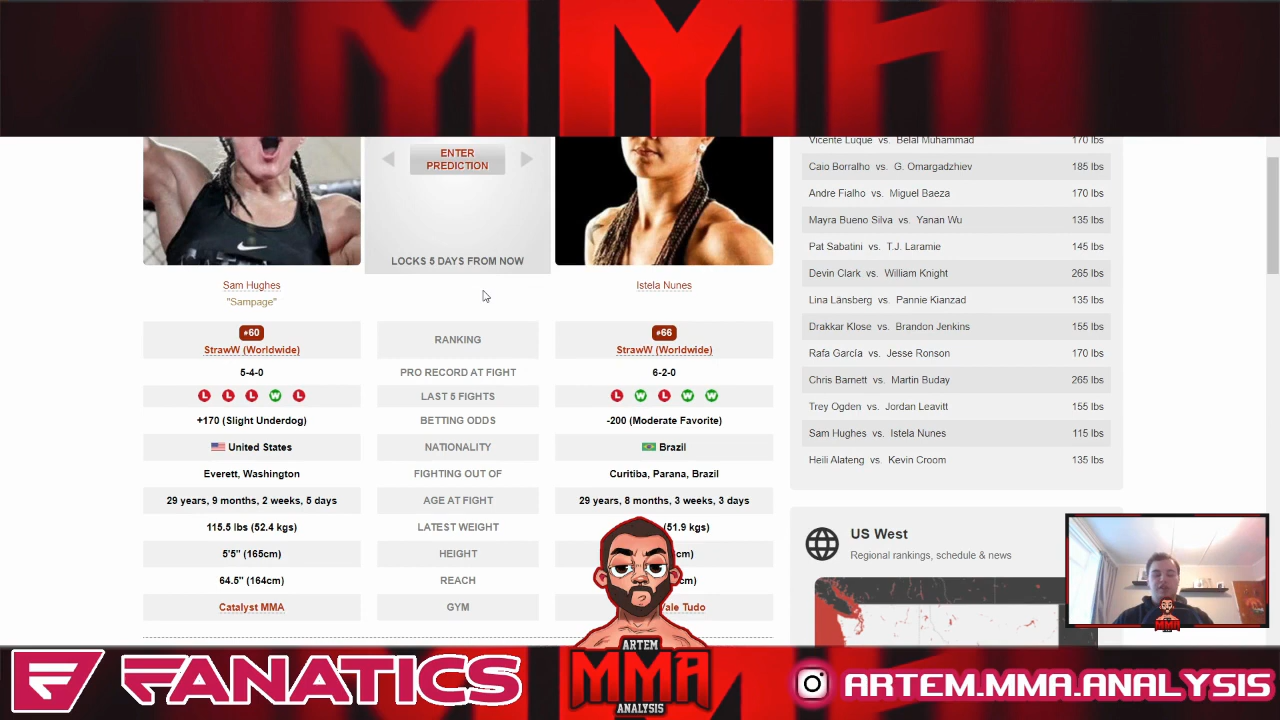 MMA
ENTER
PREDICTION
LOCKS 5 DAYS FROM NOW
Sam Hughes
"Sampage"
Istela Nunes
#60
StrawW (Worldwide)
RANKING
#66
StrawW (Worldwide)
5-4-0 PRO RECORD AT FIGHT 6-2-0
L L L W L LAST 5 FIGHTS L W L W W
+170 (Slight Underdog) BETTING ODDS -200 (Moderate Favorite)
United States NATIONALITY Brazil
Everett, Washington FIGHTING OUT OF Curitiba, Parana, Brazil
29 years, 9 months, 2 weeks, 5 days AGE AT FIGHT 29 years, 8 months, 3 weeks, 3 days
115.5 lbs (52.4 kgs) LATEST WEIGHT (51.9 kgs)
5'5" (165cm) HEIGHT cm)
64.5" (164cm) REACH cm)
Catalyst MMA GYM Vale Tudo
Vicente Luque vs. Belal Muhammad 170 lbs
Caio Borralho vs. G. Omargadzhiev 185 lbs
Andre Fialho vs. Miguel Baeza 170 lbs
Mayra Bueno Silva vs. Yanan Wu 135 lbs
Pat Sabatini vs. T.J. Laramie 145 lbs
Devin Clark vs. William Knight 265 lbs
Lina Lansberg vs. Pannie Kianzad 135 lbs
Drakkar Klose vs. Brandon Jenkins 155 lbs
Rafa García vs. Jesse Ronson 170 lbs
Chris Barnett vs. Martin Buday 265 lbs
Trey Ogden vs. Jordan Leavitt 155 lbs
Sam Hughes vs. Istela Nunes 115 lbs
Heili Alateng vs. Kevin Croom 135 lbs
US West
Regional rankings, schedule & news
MMA
FANATICS
ARTEM
MMA
ANALYSIS
ARTEM.MMA.ANALYSIS